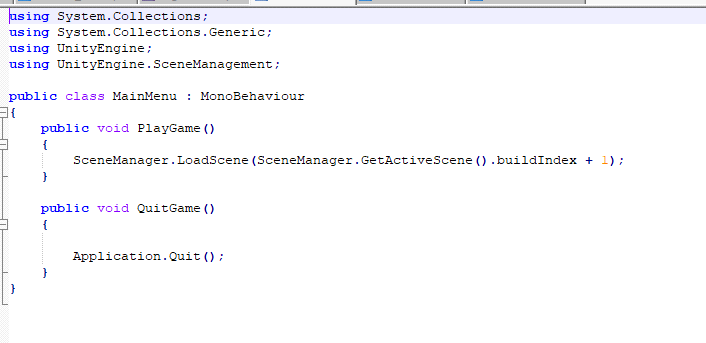 using System.Collections;
using System.Collections.Generic;
using UnityEngine;
using UnityEngine.SceneManagement;
public class MainMenu : MonoBehaviour
{
    public void PlayGame()
    {
        SceneManager.LoadScene(SceneManager.GetActiveScene().buildIndex + 1);
    }
    public void QuitGame()
    {
        Application.Quit();
    }
}